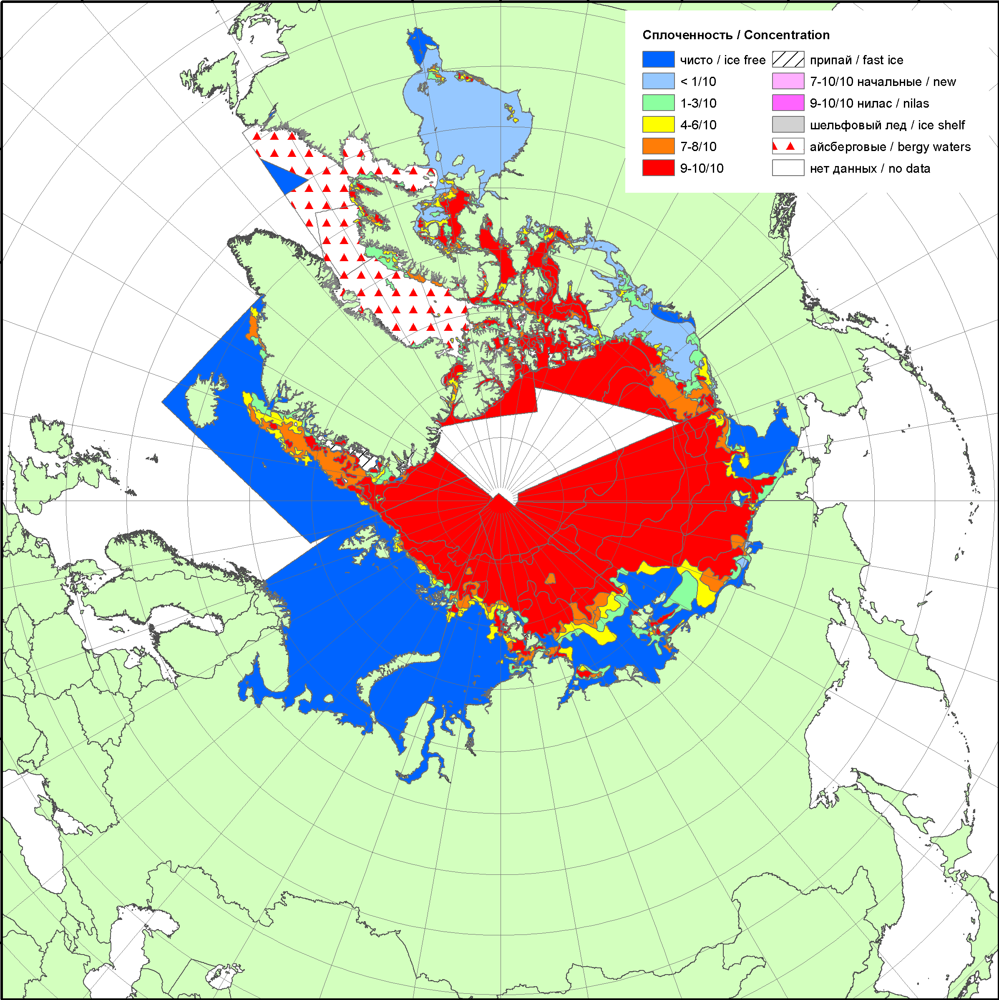 Сплоченность / Concentration
чисто / ice free
< 1/10
1-3/10
4-6/10
7-8/10
9-10/10
припай / fast ice
7-10/10 начальные / new
9-10/10 нилас / nilas
шельфовый лед / ice shelf
айсберговые / bergy waters
нет данных / no data